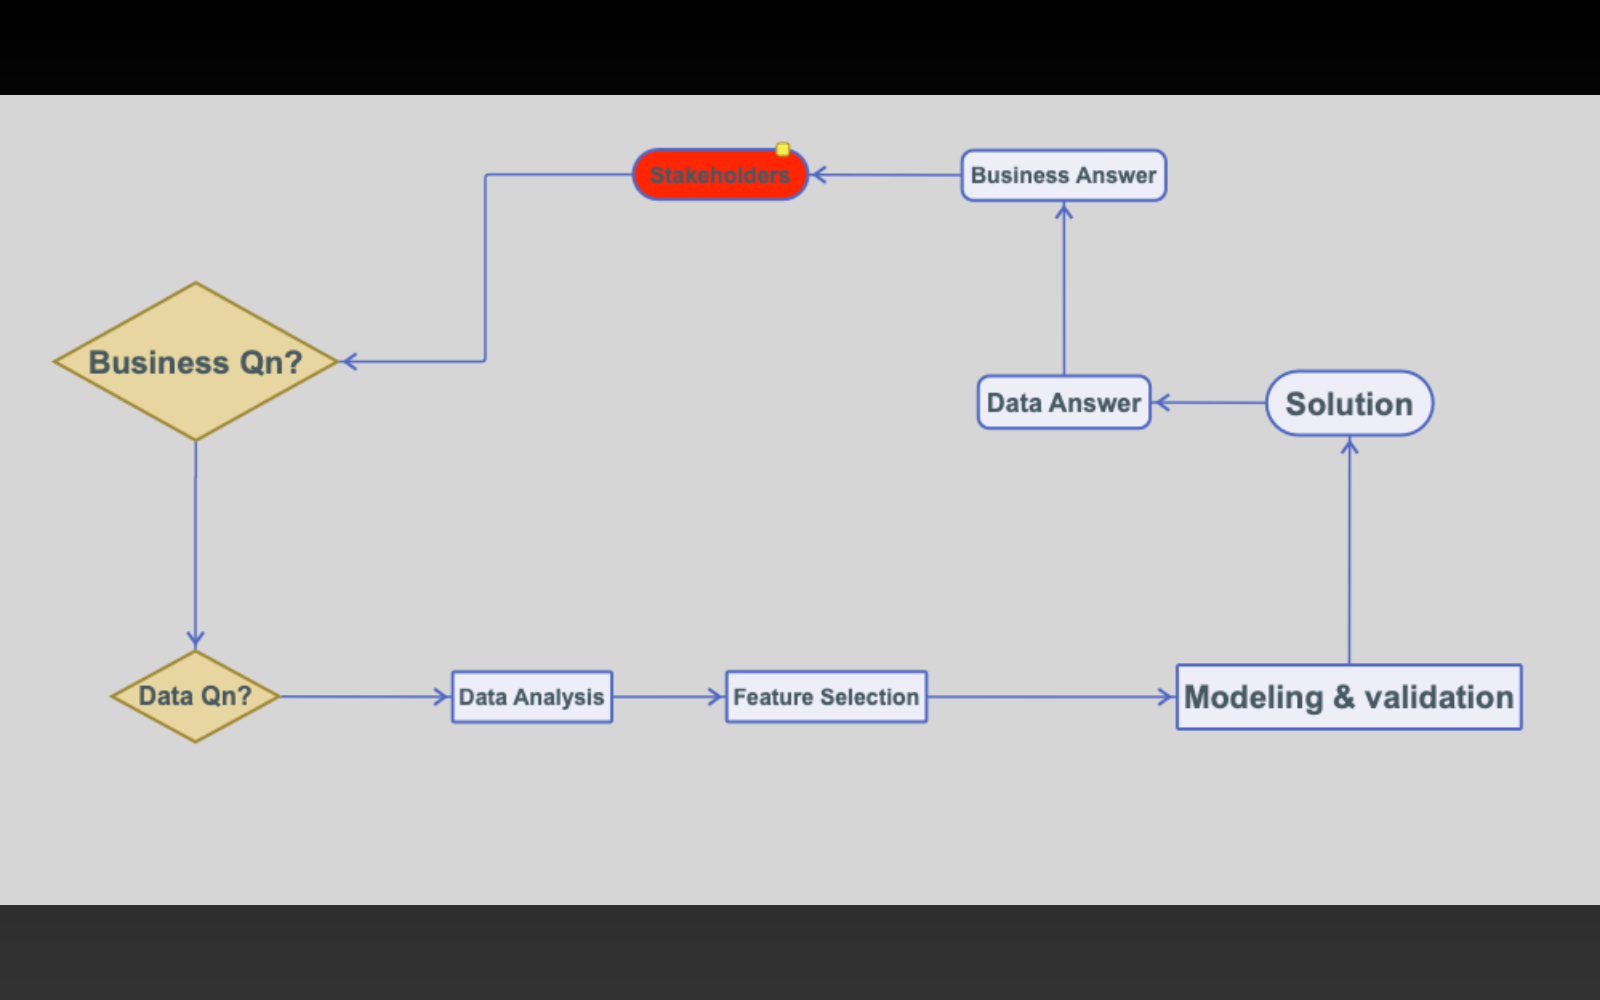 Stakeholders
Business Answer
Business Qn?
Data Answer
Solution
Data Qn?
Data Analysis
Feature Selection
Modeling & validation